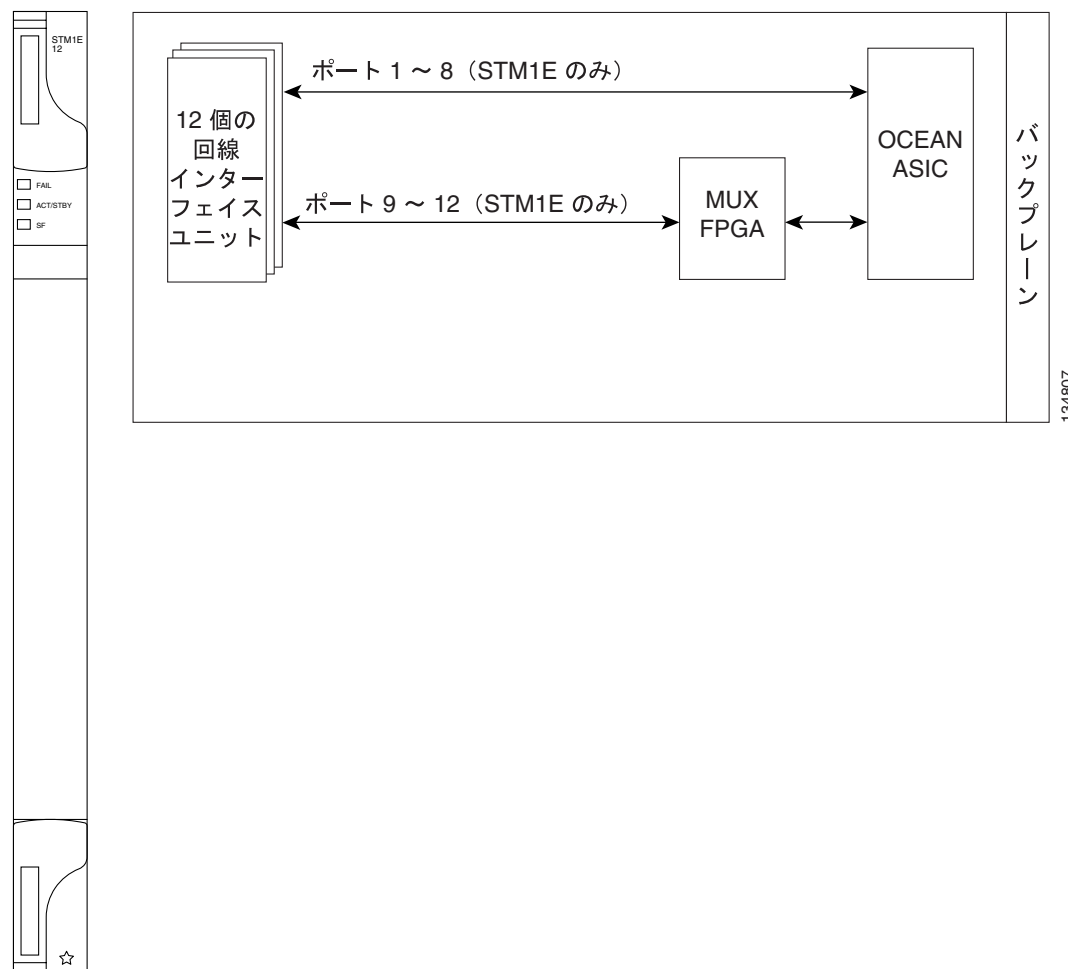 STM1E
12
FAIL
ACT/STBY
SF
12 個の
回線
インター
フェイス
ユニット
ポート 1 ～ 8（STM1E のみ）
ポート 9 ～ 12（STM1E のみ）
MUX
FPGA
OCEAN
ASIC
バックプレーン
134807